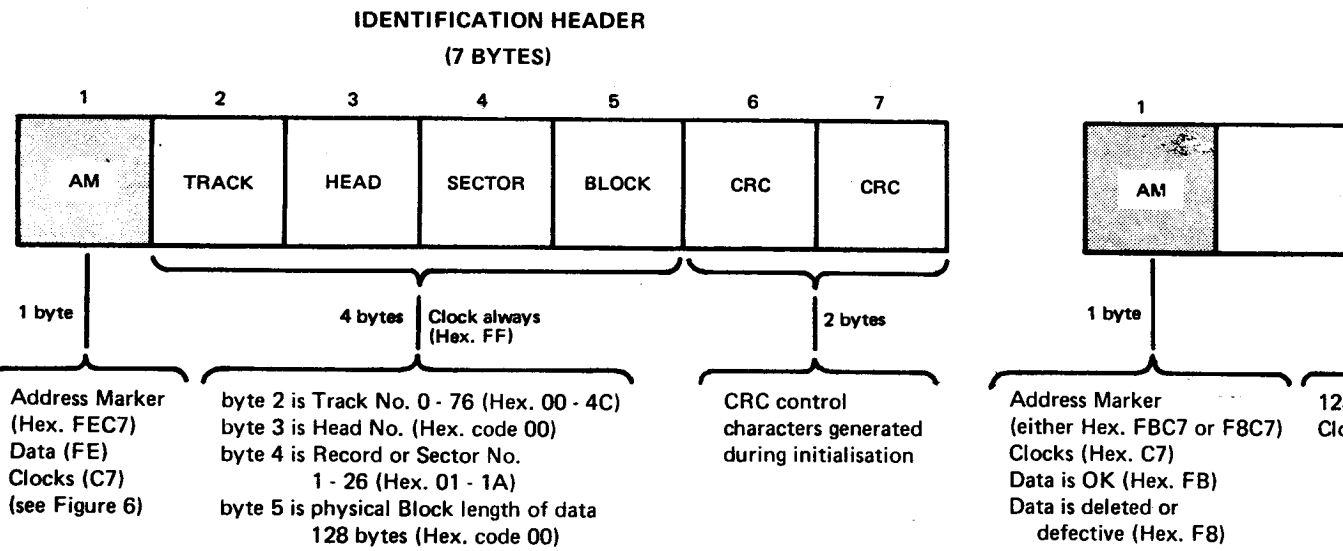 IDENTIFICATION HEADER
(7 BYTES)
1 2 3 4 5 6 7
AM TRACK HEAD SECTOR BLOCK CRC CRC
1 byte
4 bytes
Clock always
(Hex. FF)
2 bytes
Address Marker
(Hex. FEC7)
Data (FE)
Clocks (C7)
(see Figure 6)
byte 2 is Track No. 0 - 76 (Hex. 00 - 4C)
byte 3 is Head No. (Hex. code 00)
byte 4 is Record or Sector No.
1 - 26 (Hex. 01 - 1A)
byte 5 is physical Block length of data
128 bytes (Hex. code 00)
CRC control
characters generated
during initialisation
1
AM
1 byte
Address Marker
(either Hex. FBC7 or F8C7)
Clocks (Hex. C7)
Data is OK (Hex. FB)
Data is deleted or
defective (Hex. F8)